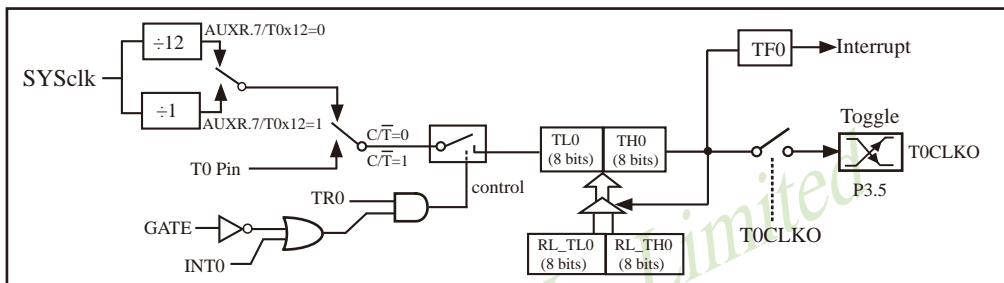 AUXR.7/T0x12=0
÷12
SYSclk
÷1
AUXR.7/T0x12=1
T0 Pin
C/T̅=0
C/T̅=1
control
TR0
GATE
INT0
TL0
(8 bits)
TH0
(8 bits)
RL_TL0
(8 bits)
RL_TH0
(8 bits)
TF0
Interrupt
Toggle
T0CLKO
P3.5
T0CLKO
Limited